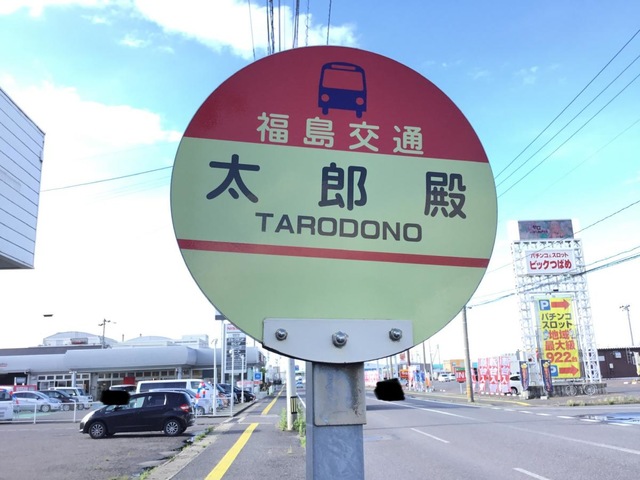 福島交通
太郎殿
TARODONO
パチンコ&スロット
ビックつばめ
P
パチンコ
スロット
地域
最大級
922台
P